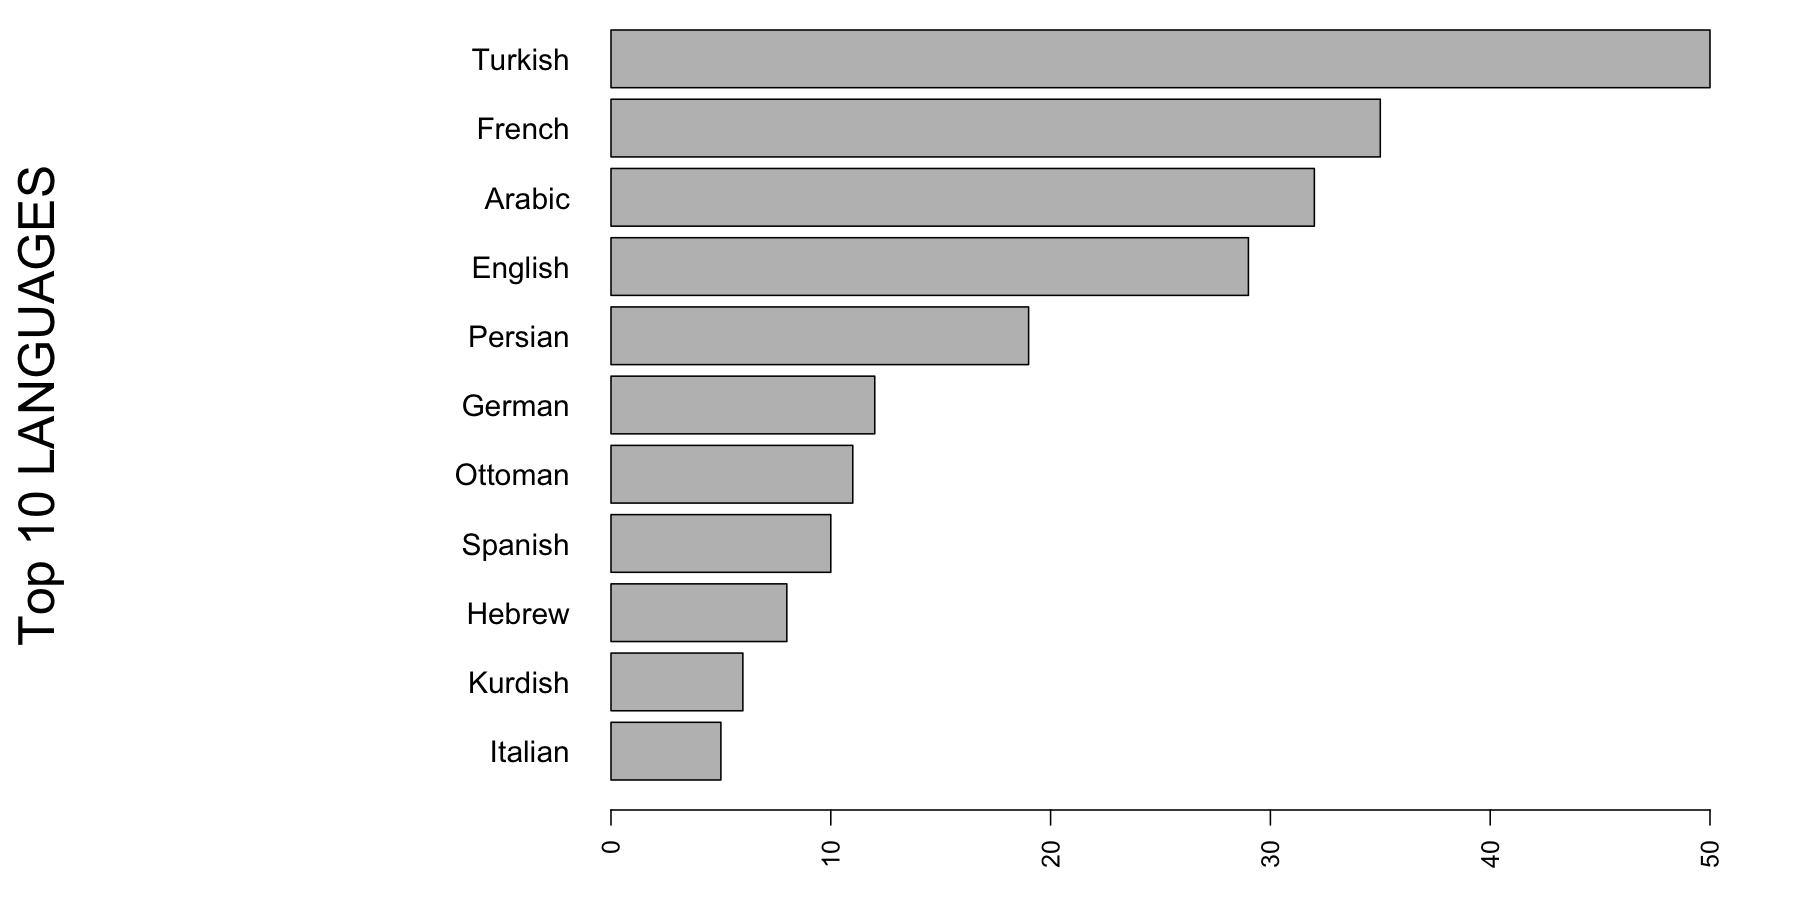 Top 10 LANGUAGES
Turkish
French
Arabic
English
Persian
German
Ottoman
Spanish
Hebrew
Kurdish
Italian
0 10 20 30 40 50